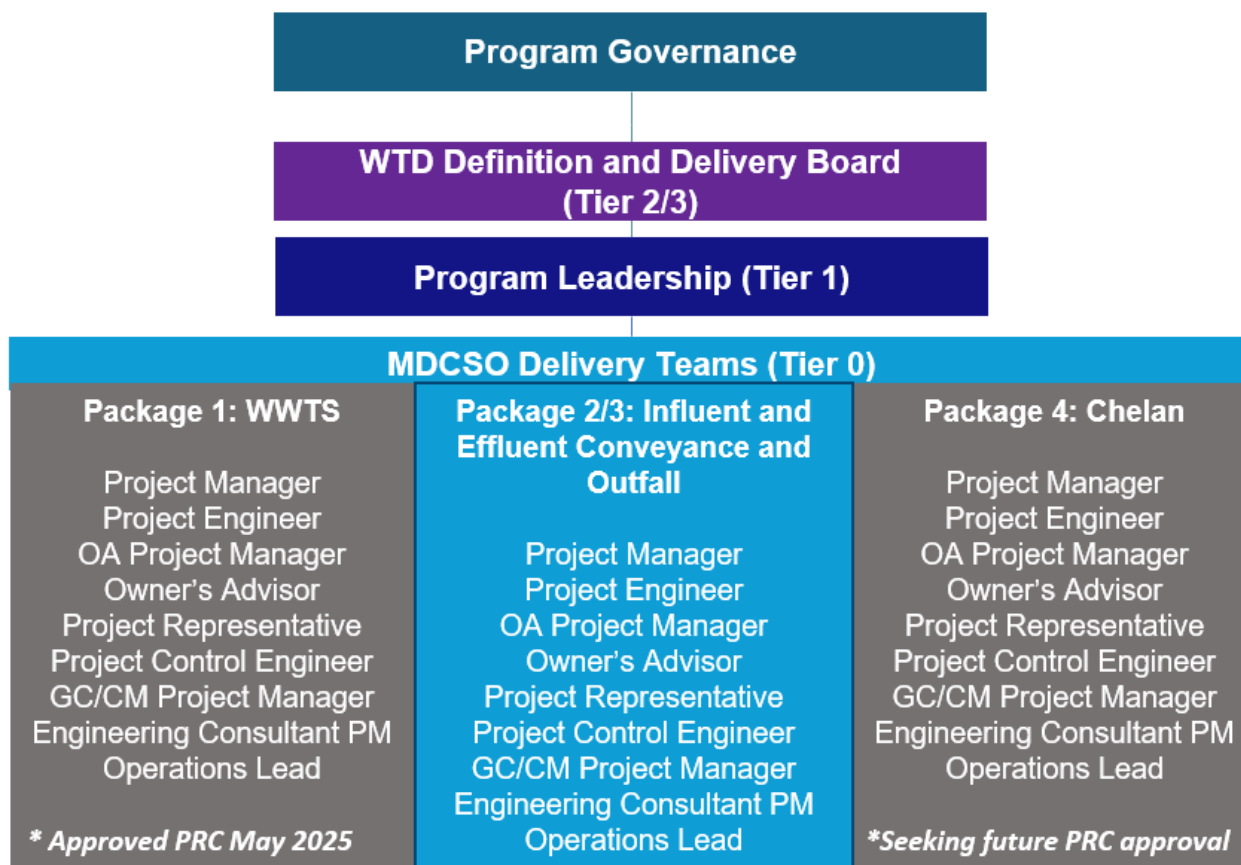 Program Governance
WTD Definition and Delivery Board
(Tier 2/3)
Program Leadership (Tier 1)
MDCSO Delivery Teams (Tier 0)
Package 1: WWTS
Project Manager
Project Engineer
OA Project Manager
Owner’s Advisor
Project Representative
Project Control Engineer
GC/CM Project Manager
Engineering Consultant PM
Operations Lead
* Approved PRC May 2025
Package 2/3: Influent and
Effluent Conveyance and
Outfall
Project Manager
Project Engineer
OA Project Manager
Owner’s Advisor
Project Representative
Project Control Engineer
GC/CM Project Manager
Engineering Consultant PM
Operations Lead
Package 4: Chelan
Project Manager
Project Engineer
OA Project Manager
Owner’s Advisor
Project Representative
Project Control Engineer
GC/CM Project Manager
Engineering Consultant PM
Operations Lead
*Seeking future PRC approval